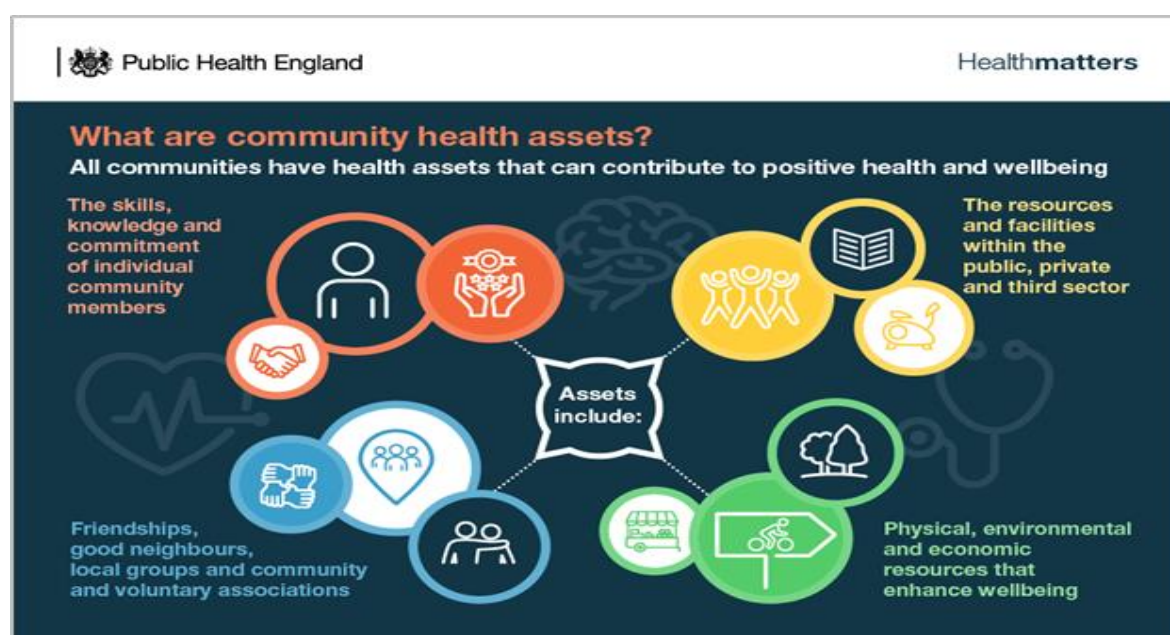 Public Health England
Healthmatters
What are community health assets?
All communities have health assets that can contribute to positive health and wellbeing
The skills,
knowledge and
commitment
of individual
community
members
The resources
and facilities
within the
public, private
and third sector
Assets
include:
Friendships,
good neighbours,
local groups and community
and voluntary associations
Physical, environmental
and economic
resources that
enhance wellbeing